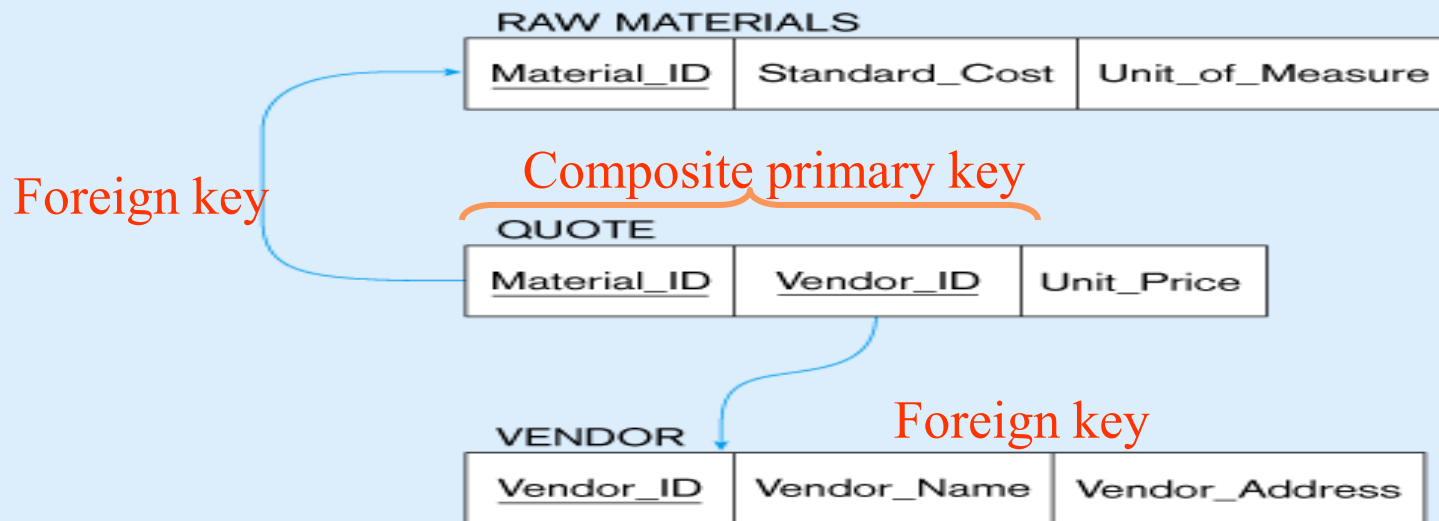 RAW MATERIALS
Material_ID Standard_Cost Unit_of_Measure
Composite primary key
Foreign key
QUOTE
Material_ID Vendor_ID Unit_Price
Foreign key
VENDOR
Vendor_ID Vendor_Name Vendor_Address